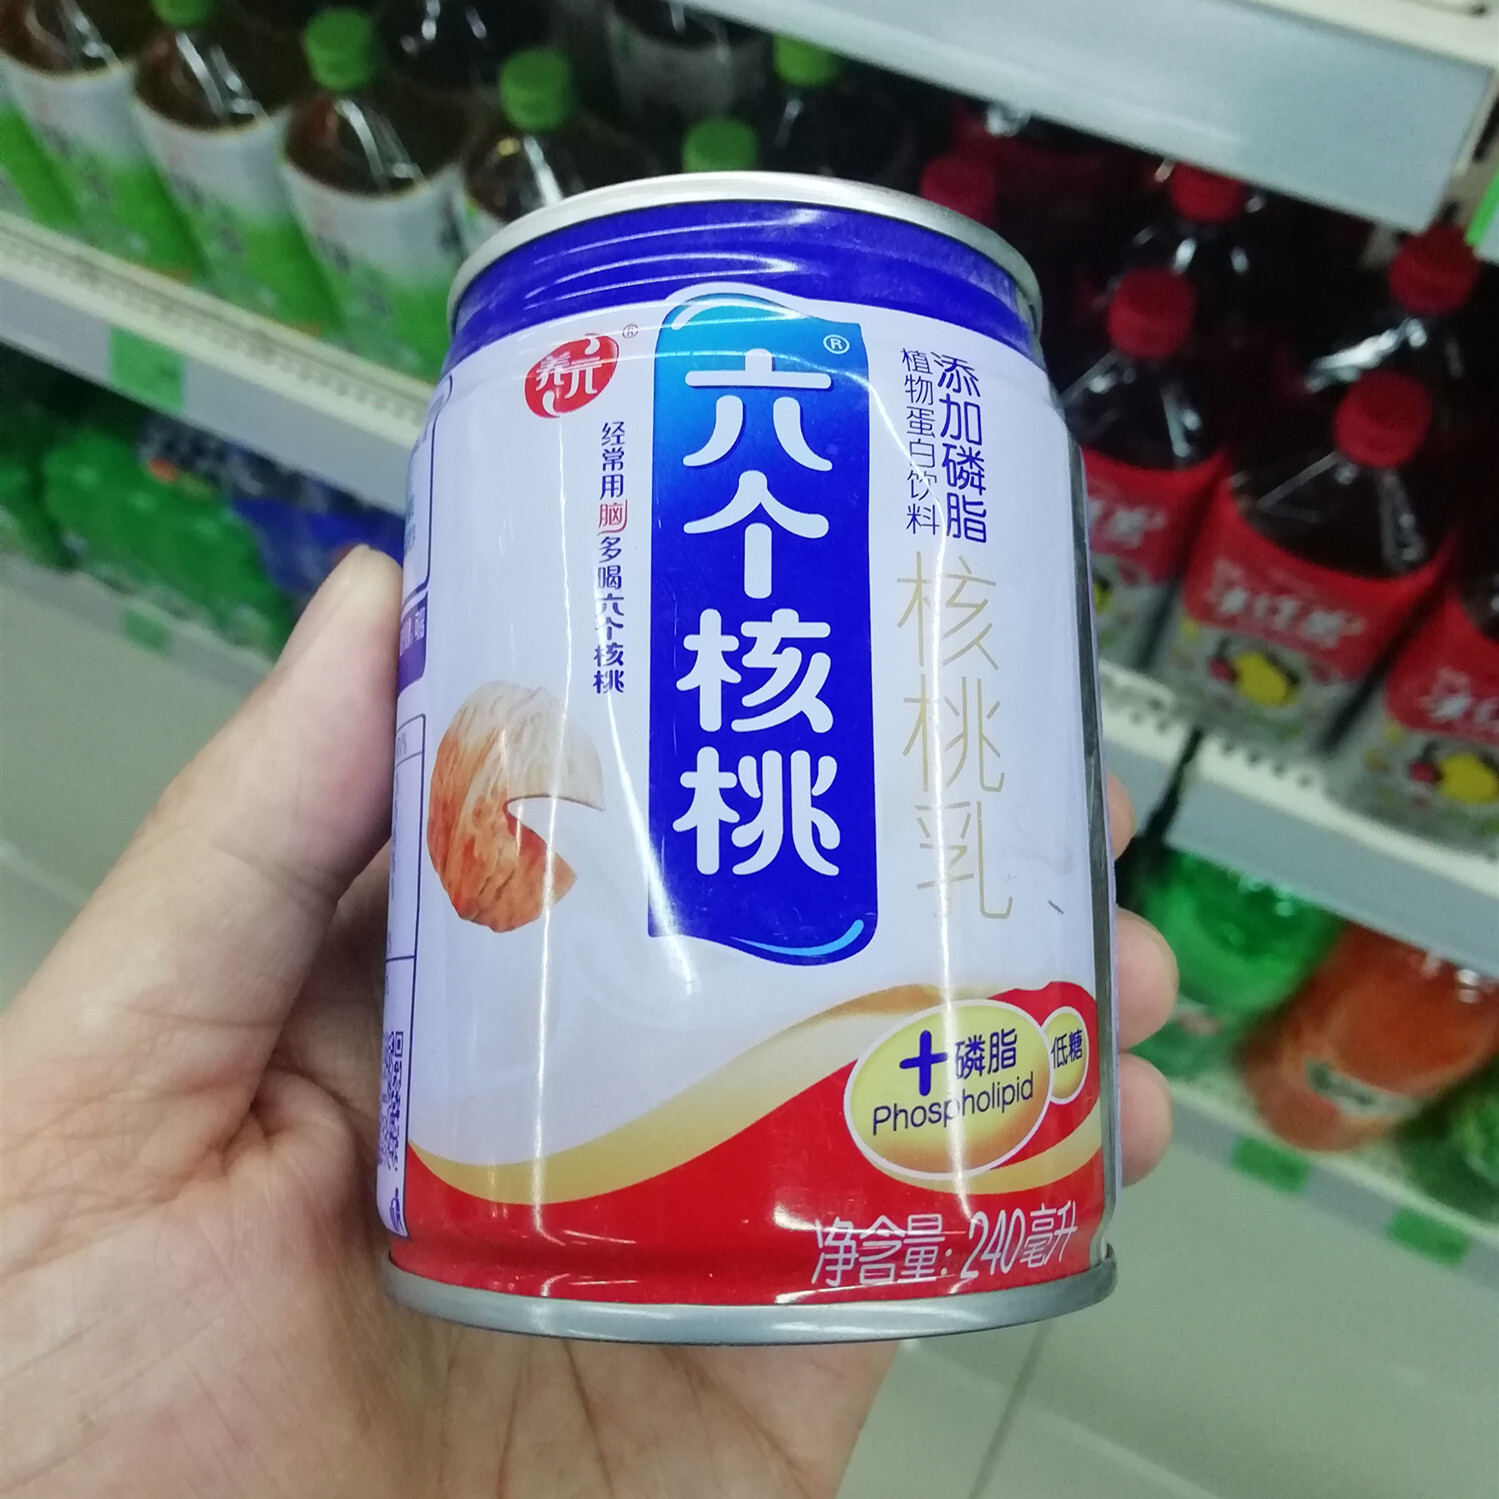 养元
®
经常用脑多喝六个核桃
六个核桃
®
添加磷脂
植物蛋白饮料
核桃乳
+磷脂
Phospholipid
低糖
净含量:240毫升